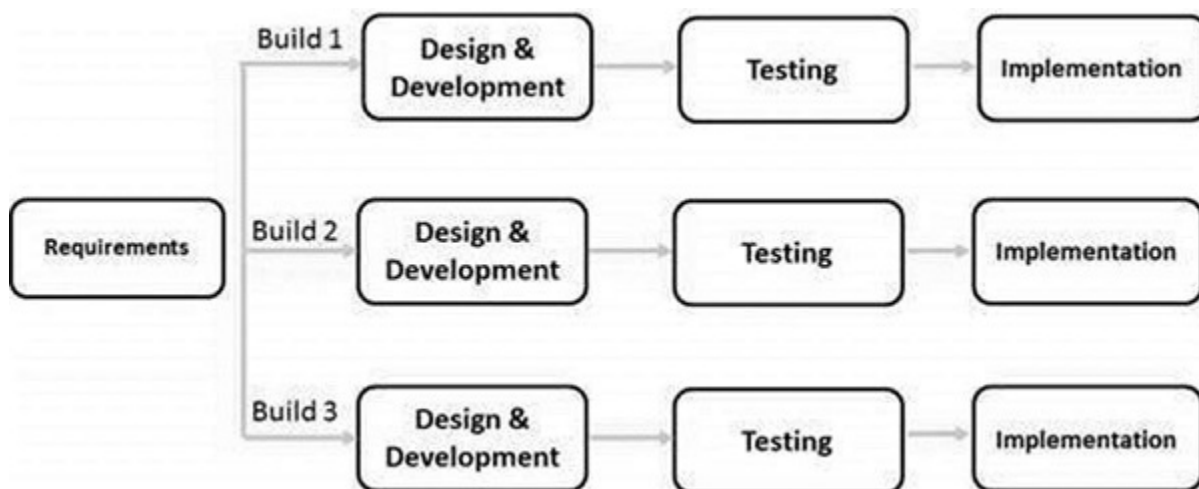 Build 1
Design &
Development
Testing
Implementation
Requirements
Build 2
Design &
Development
Testing
Implementation
Build 3
Design &
Development
Testing
Implementation